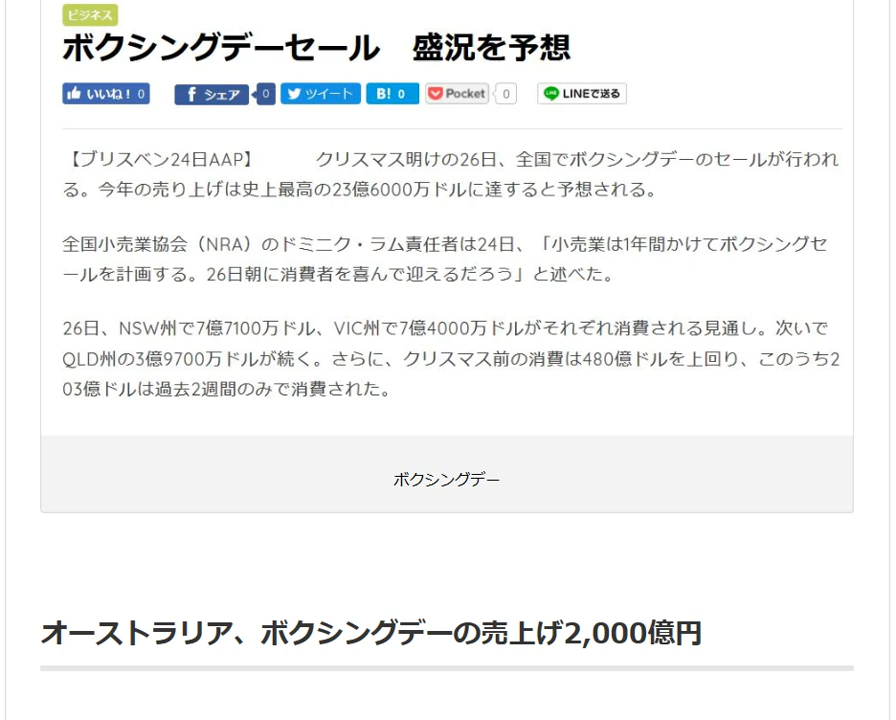 ビジネス
ボクシングデーセール　盛況を予想
いいね！ 0 シェア 0 ツイート B! 0 Pocket 0 LINEで送る
【ブリスベン24日AAP】　　　クリスマス明けの26日、全国でボクシングデーのセールが行われ
る。今年の売り上げは史上最高の23億6000万ドルに達すると予想される。
全国小売業協会（NRA）のドミニク・ラム責任者は24日、「小売業は1年間かけてボクシングセ
ールを計画する。26日朝に消費者を喜んで迎えるだろう」と述べた。
26日、NSW州で7億7100万ドル、VIC州で7億4000万ドルがそれぞれ消費される見通し。次いで
QLD州の3億9700万ドルが続く。さらに、クリスマス前の消費は480億ドルを上回り、このうち2
03億ドルは過去2週間のみで消費された。
ボクシングデー
オーストラリア、ボクシングデーの売上げ2,000億円